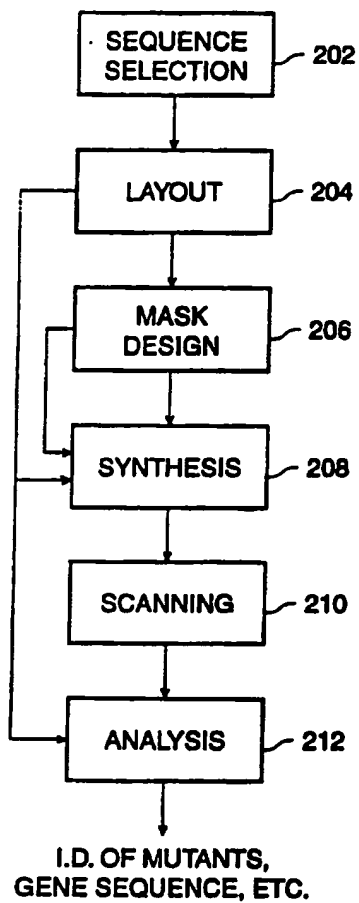 SEQUENCE
SELECTION
202
LAYOUT
204
MASK
DESIGN
206
SYNTHESIS
208
SCANNING
210
ANALYSIS
212
I.D. OF MUTANTS,
GENE SEQUENCE, ETC.